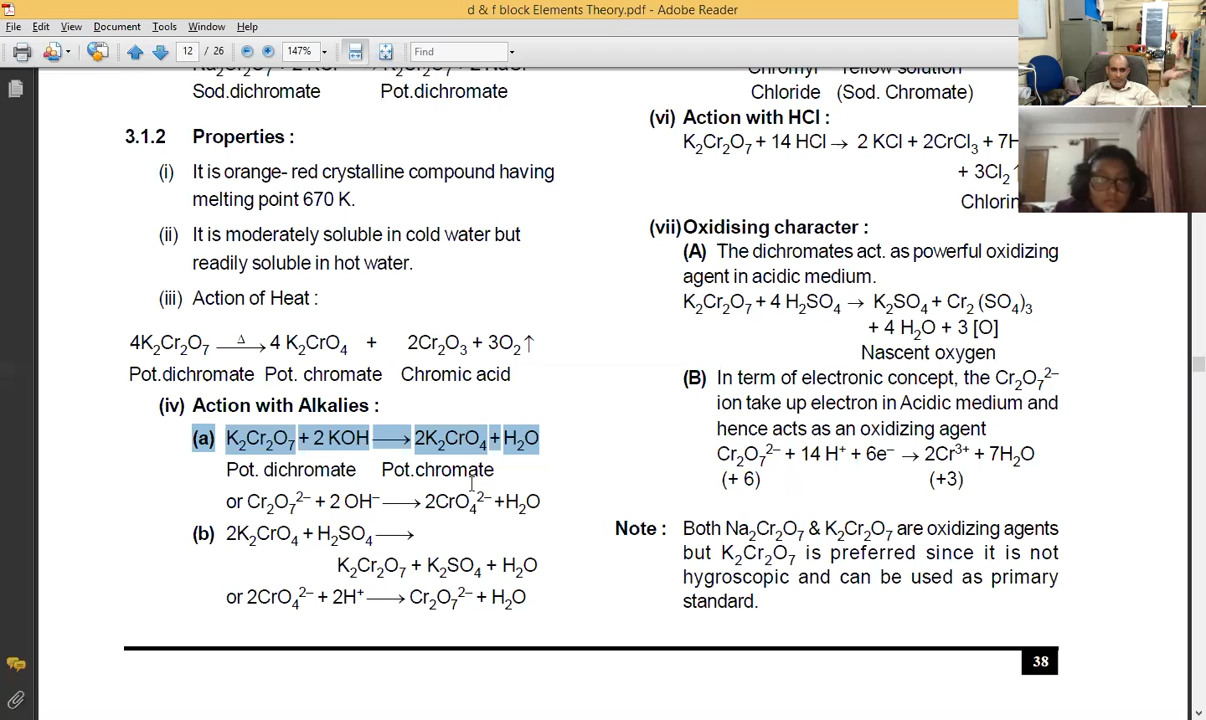 d & f block Elements Theory.pdf - Adobe Reader
File Edit View Document Tools Window Help
12 / 26 147% Find
Sod.dichromate Pot.dichromate
3.1.2 Properties :
(i) It is orange- red crystalline compound having
melting point 670 K.
(ii) It is moderately soluble in cold water but
readily soluble in hot water.
(iii) Action of Heat :
4K₂Cr₂O₇ —Δ→ 4 K₂CrO₄ + 2Cr₂O₃ + 3O₂ ↑
Pot.dichromate Pot. chromate Chromic acid
(iv) Action with Alkalies :
(a) K₂Cr₂O₇ + 2 KOH ⟶ 2K₂CrO₄ + H₂O
Pot. dichromate Pot.chromate
or Cr₂O₇²⁻ + 2 OH⁻ ⟶ 2CrO₄²⁻ +H₂O
(b) 2K₂CrO₄ + H₂SO₄ ⟶
K₂Cr₂O₇ + K₂SO₄ + H₂O
or 2CrO₄²⁻ + 2H⁺ ⟶ Cr₂O₇²⁻ + H₂O
Chromyl Yellow solution
Chloride (Sod. Chromate)
(vi) Action with HCl :
K₂Cr₂O₇ + 14 HCl → 2 KCl + 2CrCl₃ + 7H
+ 3Cl₂ ↑
Chlorin
(vii) Oxidising character :
(A) The dichromates act. as powerful oxidizing
agent in acidic medium.
K₂Cr₂O₇ + 4 H₂SO₄ → K₂SO₄ + Cr₂ (SO₄)₃
+ 4 H₂O + 3 [O]
Nascent oxygen
(B) In term of electronic concept, the Cr₂O₇²⁻
ion take up electron in Acidic medium and
hence acts as an oxidizing agent
Cr₂O₇²⁻ + 14 H⁺ + 6e⁻ → 2Cr³⁺ + 7H₂O
(+ 6) (+3)
Note : Both Na₂Cr₂O₇ & K₂Cr₂O₇ are oxidizing agents
but K₂Cr₂O₇ is preferred since it is not
hygroscopic and can be used as primary
standard.
38